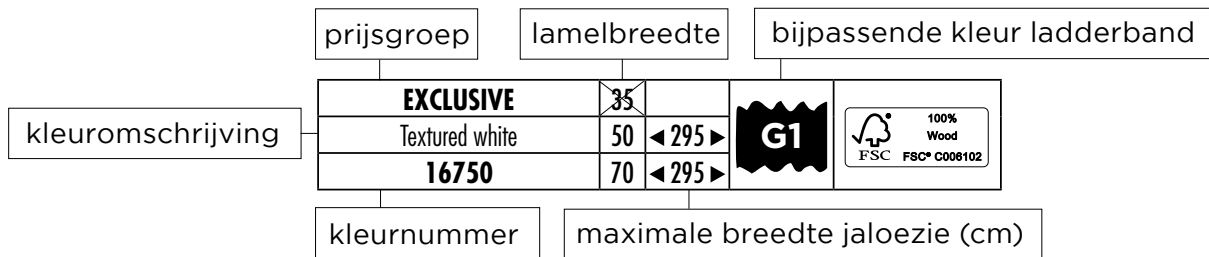 prijsgroep lamelbreedte bijpassende kleur ladderband
EXCLUSIVE 35
kleuromschrijving Textured white 50 ◄ 295 ► G1 100% Wood
FSC FSC® C006102
16750 70 ◄ 295 ►
kleurnummer maximale breedte jaloezie (cm)